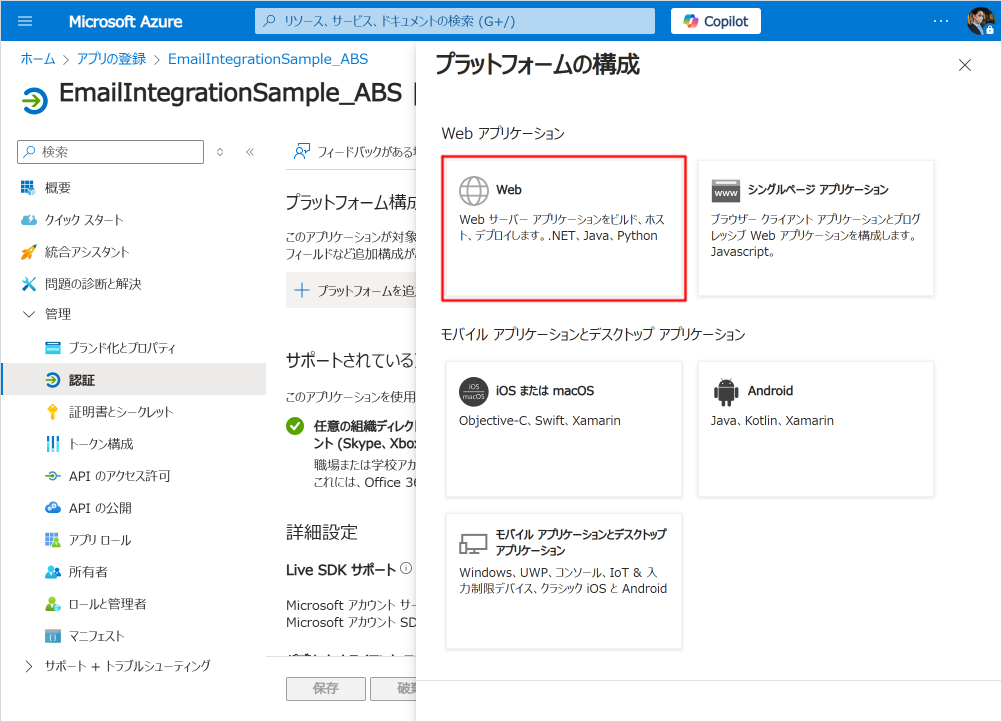 Microsoft Azure
リソース、サービス、ドキュメントの検索 (G+/)
Copilot
ホーム > アプリの登録 > EmailIntegrationSample_ABS
EmailIntegrationSample_ABS |
検索
概要
クイック スタート
統合アシスタント
問題の診断と解決
管理
ブランド化とプロパティ
認証
証明書とシークレット
トークン構成
API のアクセス許可
API の公開
アプリ ロール
所有者
ロールと管理者
マニフェスト
サポート + トラブルシューティング
フィードバックがある
プラットフォーム構成
このアプリケーションが対象
フィールドなど追加構成が
プラットフォームを追
サポートされている
このアプリケーションを使用
任意の組織ディレク
ント (Skype、Xbo
職場または学校アカ
これには、Office 36
詳細設定
Live SDK サポート
Microsoft アカウント サー
Microsoft アカウント SD
保存
破棄
プラットフォームの構成
Web アプリケーション
Web
Web サーバー アプリケーションをビルド、ホス
ト、デプロイします。.NET、Java、Python
シングルページ アプリケーション
ブラウザー クライアント アプリケーションとプログ
レッシブ Web アプリケーションを構成します。
Javascript。
モバイル アプリケーションとデスクトップ アプリケーション
iOS または macOS
Objective-C、Swift、Xamarin
Android
Java、Kotlin、Xamarin
モバイル アプリケーションとデスクトップ
アプリケーション
Windows、UWP、コンソール、IoT & 入
力制限デバイス、クラシック iOS と Android